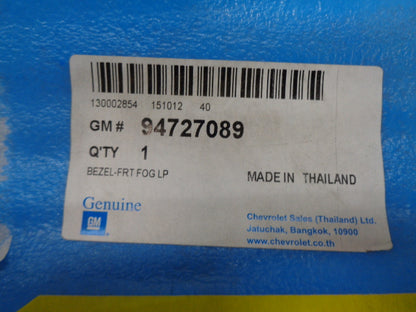 130002854 151012 40
GM # 94727089
Q'TY 1
BEZEL-FRT FOG LP
MADE IN THAILAND
Genuine
GM
Chevrolet Sales (Thailand) Ltd.
Jatuchak, Bangkok, 10900
www.chevrolet.co.th